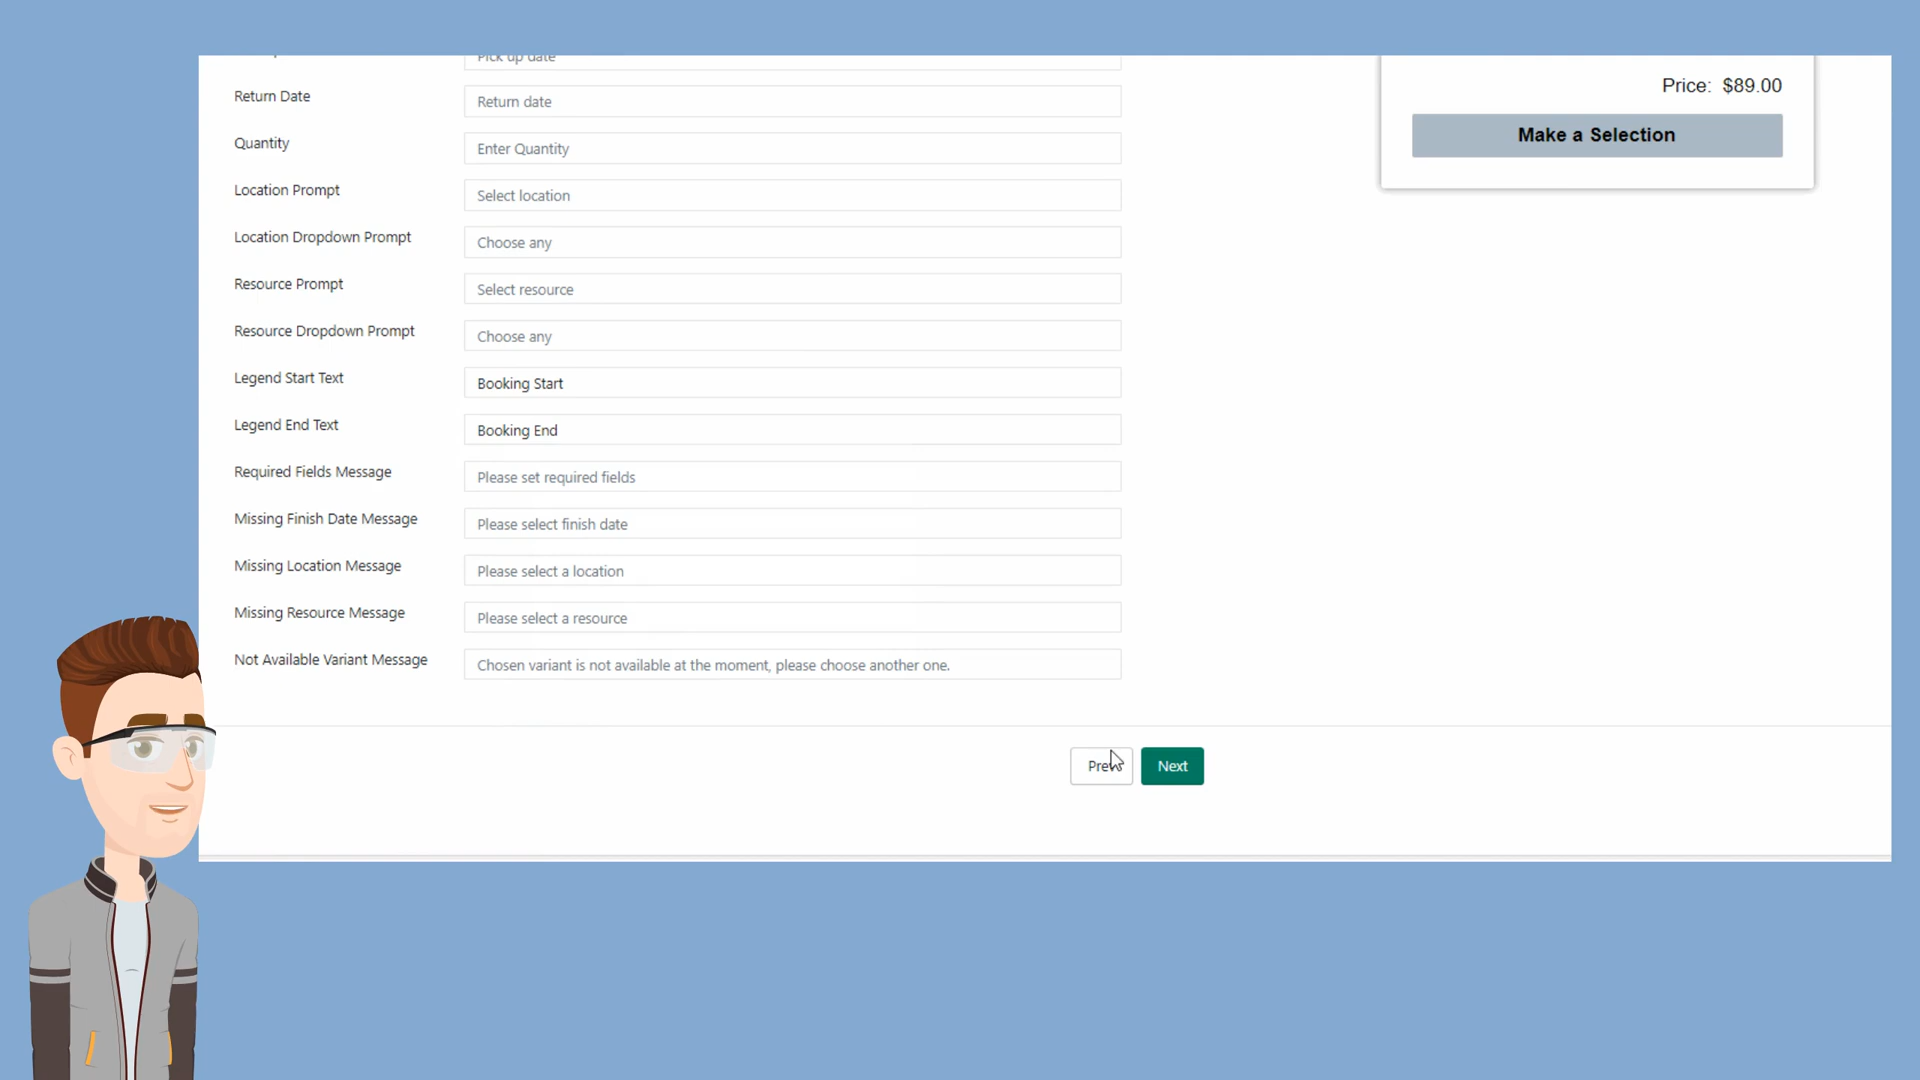 Pick up date
Price: $89.00
Return Date
Return date
Make a Selection
Quantity
Enter Quantity
Location Prompt
Select location
Location Dropdown Prompt
Choose any
Resource Prompt
Select resource
Resource Dropdown Prompt
Choose any
Legend Start Text
Booking Start
Legend End Text
Booking End
Required Fields Message
Please set required fields
Missing Finish Date Message
Please select finish date
Missing Location Message
Please select a location
Missing Resource Message
Please select a resource
Not Available Variant Message
Chosen variant is not available at the moment, please choose another one.
Prev
Next